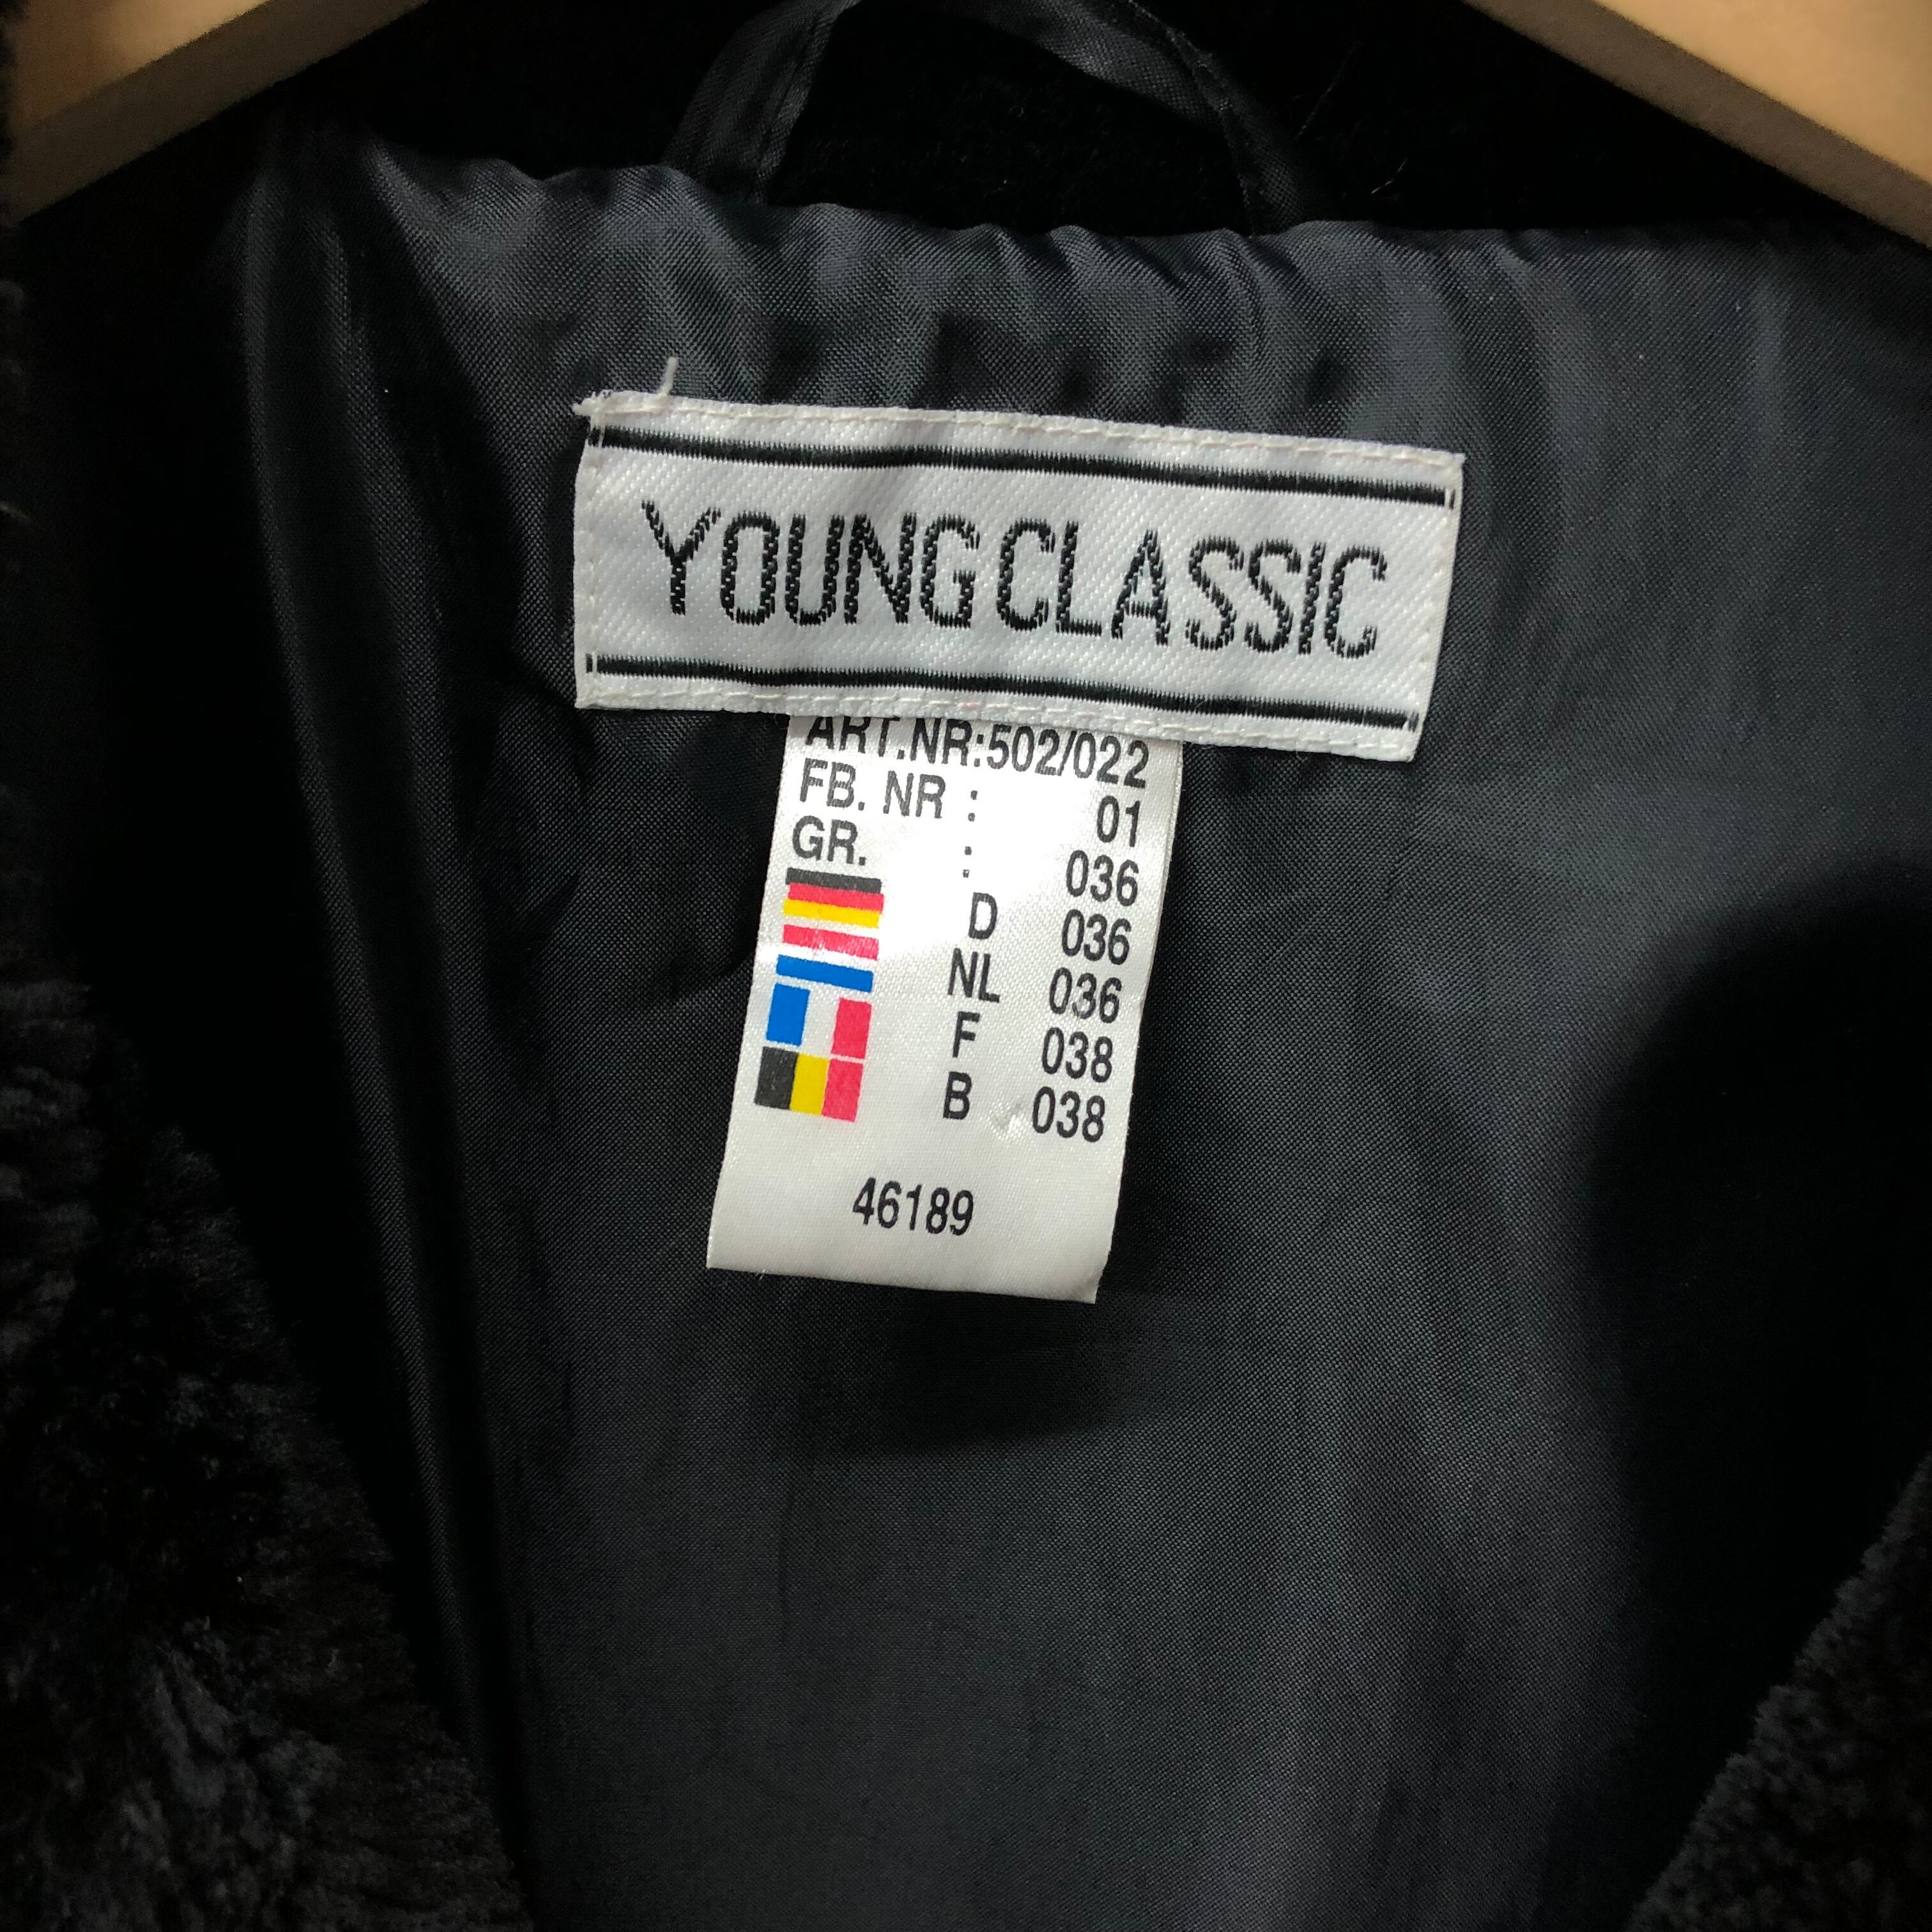 YOUNG CLASSIC
ART.NR:502/022
FB. NR : 01
GR. : 036
D 036
NL 036
F 038
B 038
46189